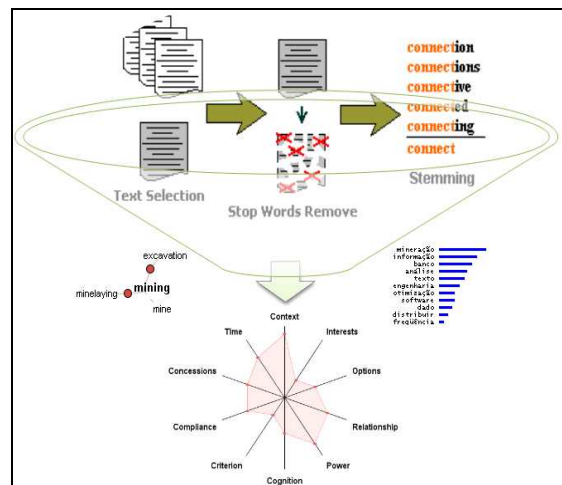 connection
connections
connective
connected
connecting
connect
Text Selection
Stop Words Remove
Stemming
excavation
minelaying
mining
mine
mineração
informação
banco
análise
texto
engenharia
otimização
software
dado
distribuir
freqüência
Context
Time
Interests
Concessions
Options
Compliance
Relationship
Criterion
Power
Cognition